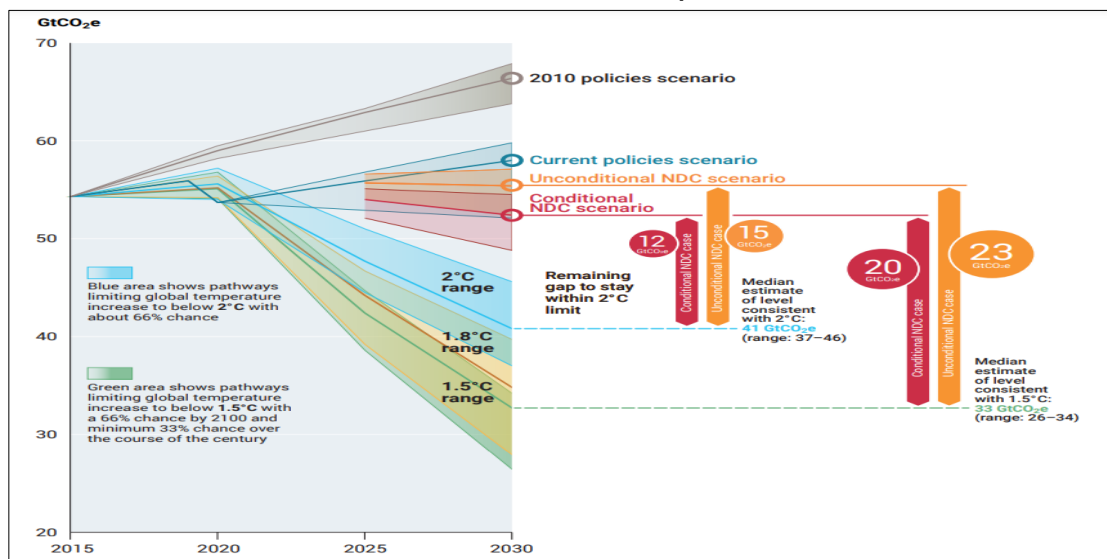 GtCO₂e
70
60
50
40
30
20
2015
2020
2025
2030
2010 policies scenario
Current policies scenario
Unconditional NDC scenario
Conditional
NDC scenario
2°C
range
1.8°C
range
1.5°C
range
Blue area shows pathways
limiting global temperature
increase to below 2°C with
about 66% chance
Green area shows pathways
limiting global temperature
increase to below 1.5°C with
a 66% chance by 2100 and
minimum 33% chance over
the course of the century
Remaining
gap to stay
within 2°C
limit
12
GtCO₂e
Conditional NDC case
Unconditional NDC case
15
GtCO₂e
Median
estimate
of level
consistent
with 2°C:
41 GtCO₂e
(range: 37–46)
20
GtCO₂e
Conditional NDC case
Unconditional NDC case
23
GtCO₂e
Median
estimate
of level
consistent
with 1.5°C:
33 GtCO₂e
(range: 26–34)